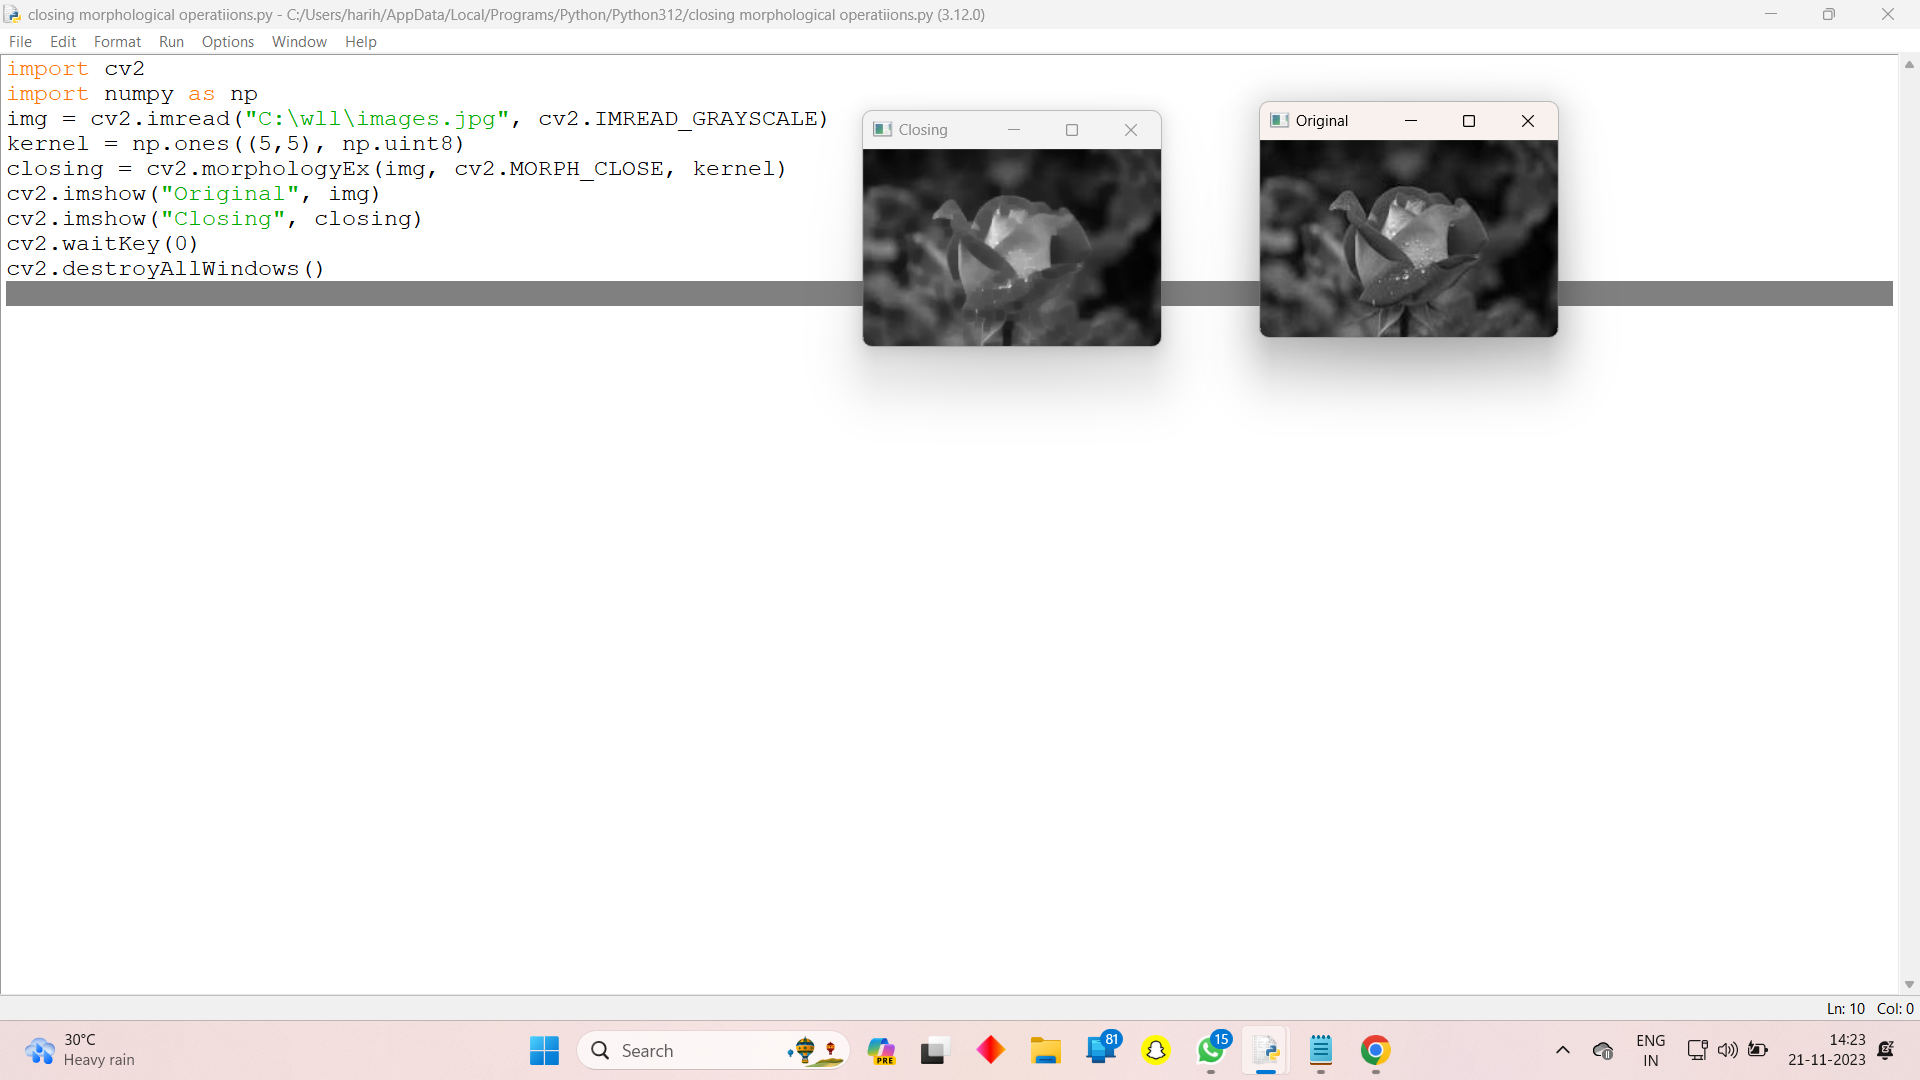 closing morphological operatiions.py - C:/Users/harih/AppData/Local/Programs/Python/Python312/closing morphological operatiions.py (3.12.0)
File Edit Format Run Options Window Help
import cv2
import numpy as np
img = cv2.imread("C:\wll\images.jpg", cv2.IMREAD_GRAYSCALE)
kernel = np.ones((5,5), np.uint8)
closing = cv2.morphologyEx(img, cv2.MORPH_CLOSE, kernel)
cv2.imshow("Original", img)
cv2.imshow("Closing", closing)
cv2.waitKey(0)
cv2.destroyAllWindows()
Closing
Original
Ln: 10 Col: 0
30°C
Heavy rain
Search
PRE
81
15
ENG
IN
14:23
21-11-2023